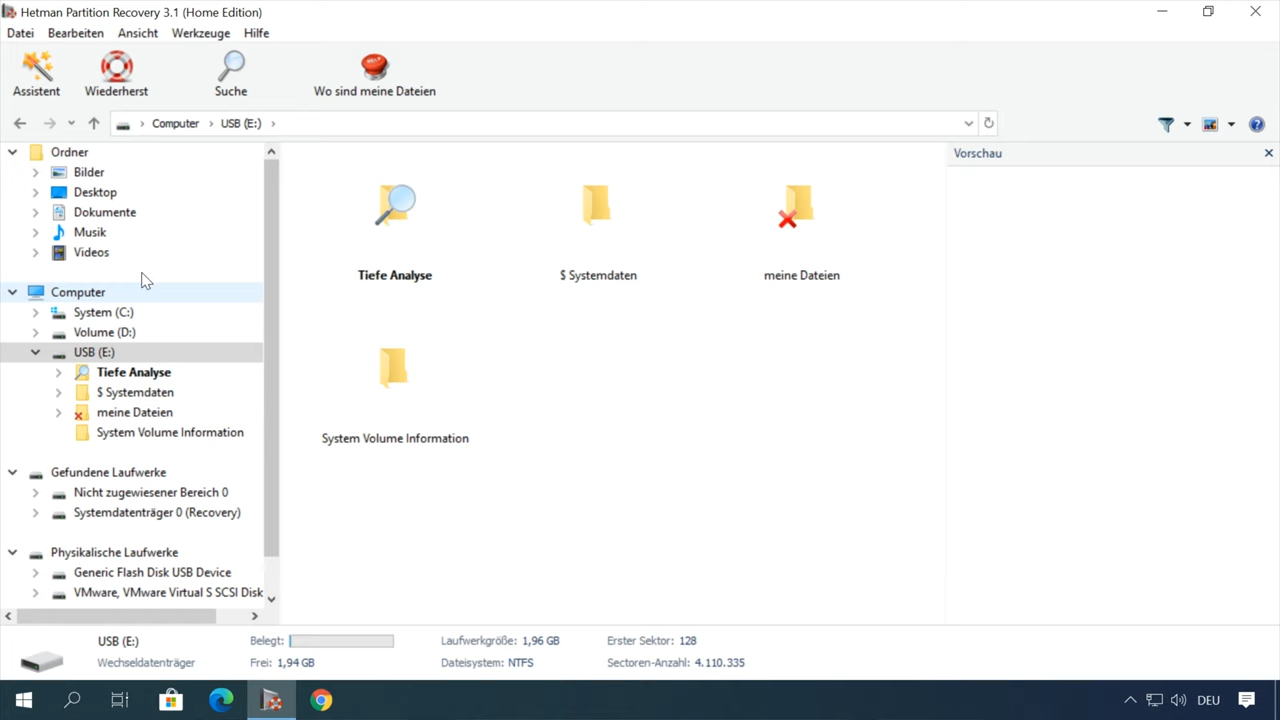 Hetman Partition Recovery 3.1 (Home Edition)
Datei Bearbeiten Ansicht Werkzeuge Hilfe
Assistent Wiederherst Suche HELP Wo sind meine Dateien
Computer USB (E:)
Ordner
Bilder
Desktop
Dokumente
Musik
Videos
Computer
System (C:)
Volume (D:)
USB (E:)
Tiefe Analyse
$ Systemdaten
meine Dateien
System Volume Information
Gefundene Laufwerke
Nicht zugewiesener Bereich 0
Systemdatenträger 0 (Recovery)
Physikalische Laufwerke
Generic Flash Disk USB Device
VMware, VMware Virtual S SCSI Disk
Tiefe Analyse $ Systemdaten meine Dateien
System Volume Information
Vorschau
USB (E:) Belegt: Laufwerkgröße: 1,96 GB Erster Sektor: 128
Wechseldatenträger Frei: 1,94 GB Dateisystem: NTFS Sectoren-Anzahl: 4.110.335
DEU